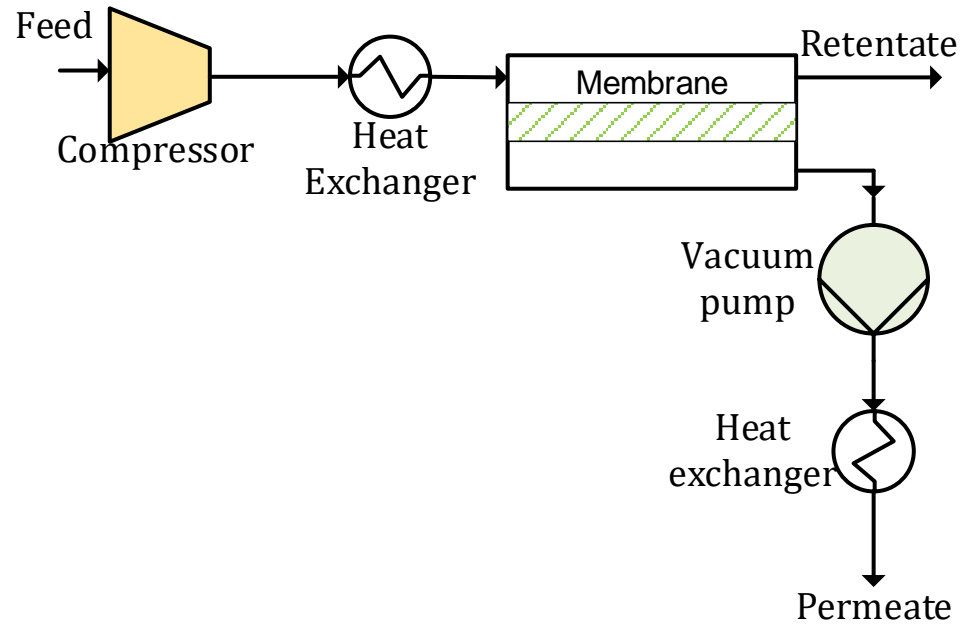 Feed
Retentate
Membrane
Compressor
Heat
Exchanger
Vacuum
pump
Heat
exchanger
Permeate